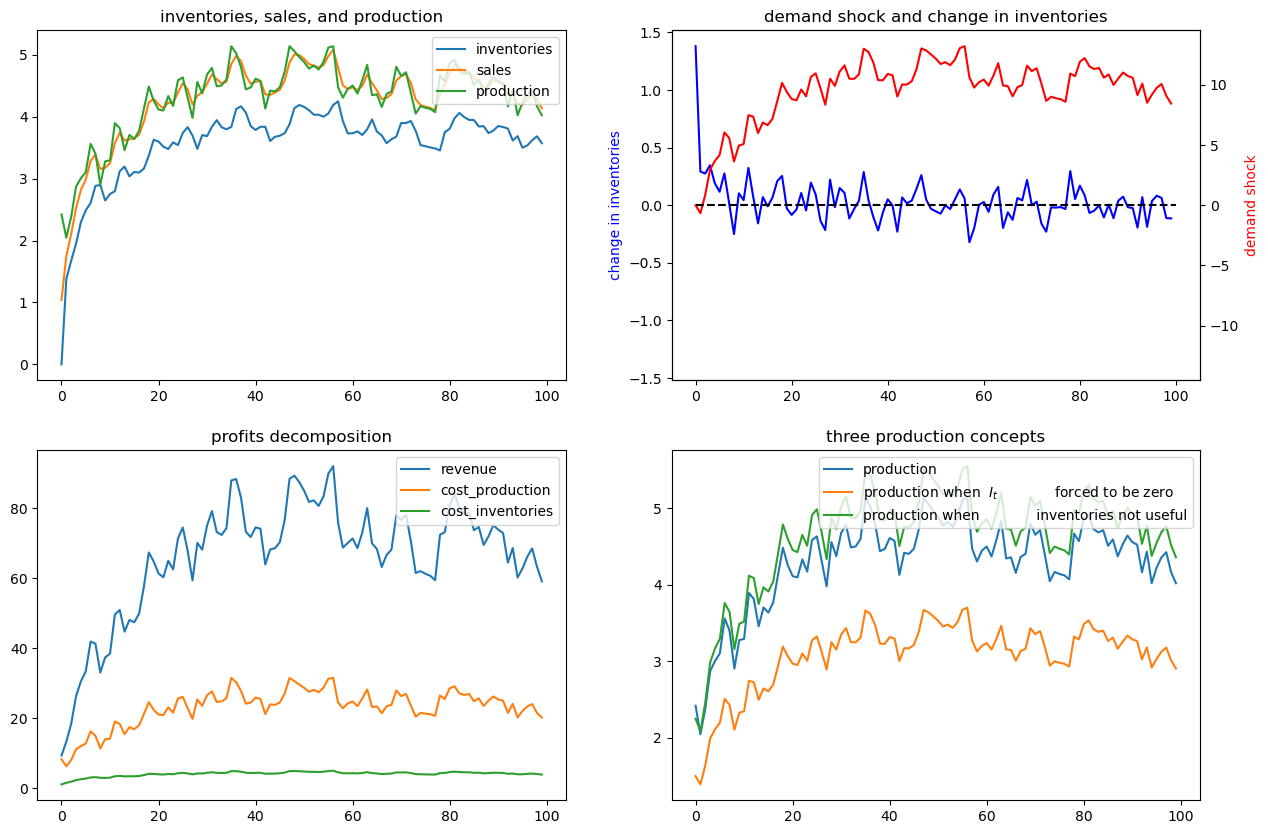 inventories, sales, and production
5
4
3
2
1
0
0 20 40 60 80 100
inventories
sales
production
demand shock and change in inventories
change in inventories
1.5
1.0
0.5
0.0
−0.5
−1.0
−1.5
0 20 40 60 80 100
10
5
0
−5
−10
demand shock
profits decomposition
80
60
40
20
0
0 20 40 60 80 100
revenue
cost_production
cost_inventories
three production concepts
5
4
3
2
0 20 40 60 80 100
production
production when I_t forced to be zero
production when inventories not useful